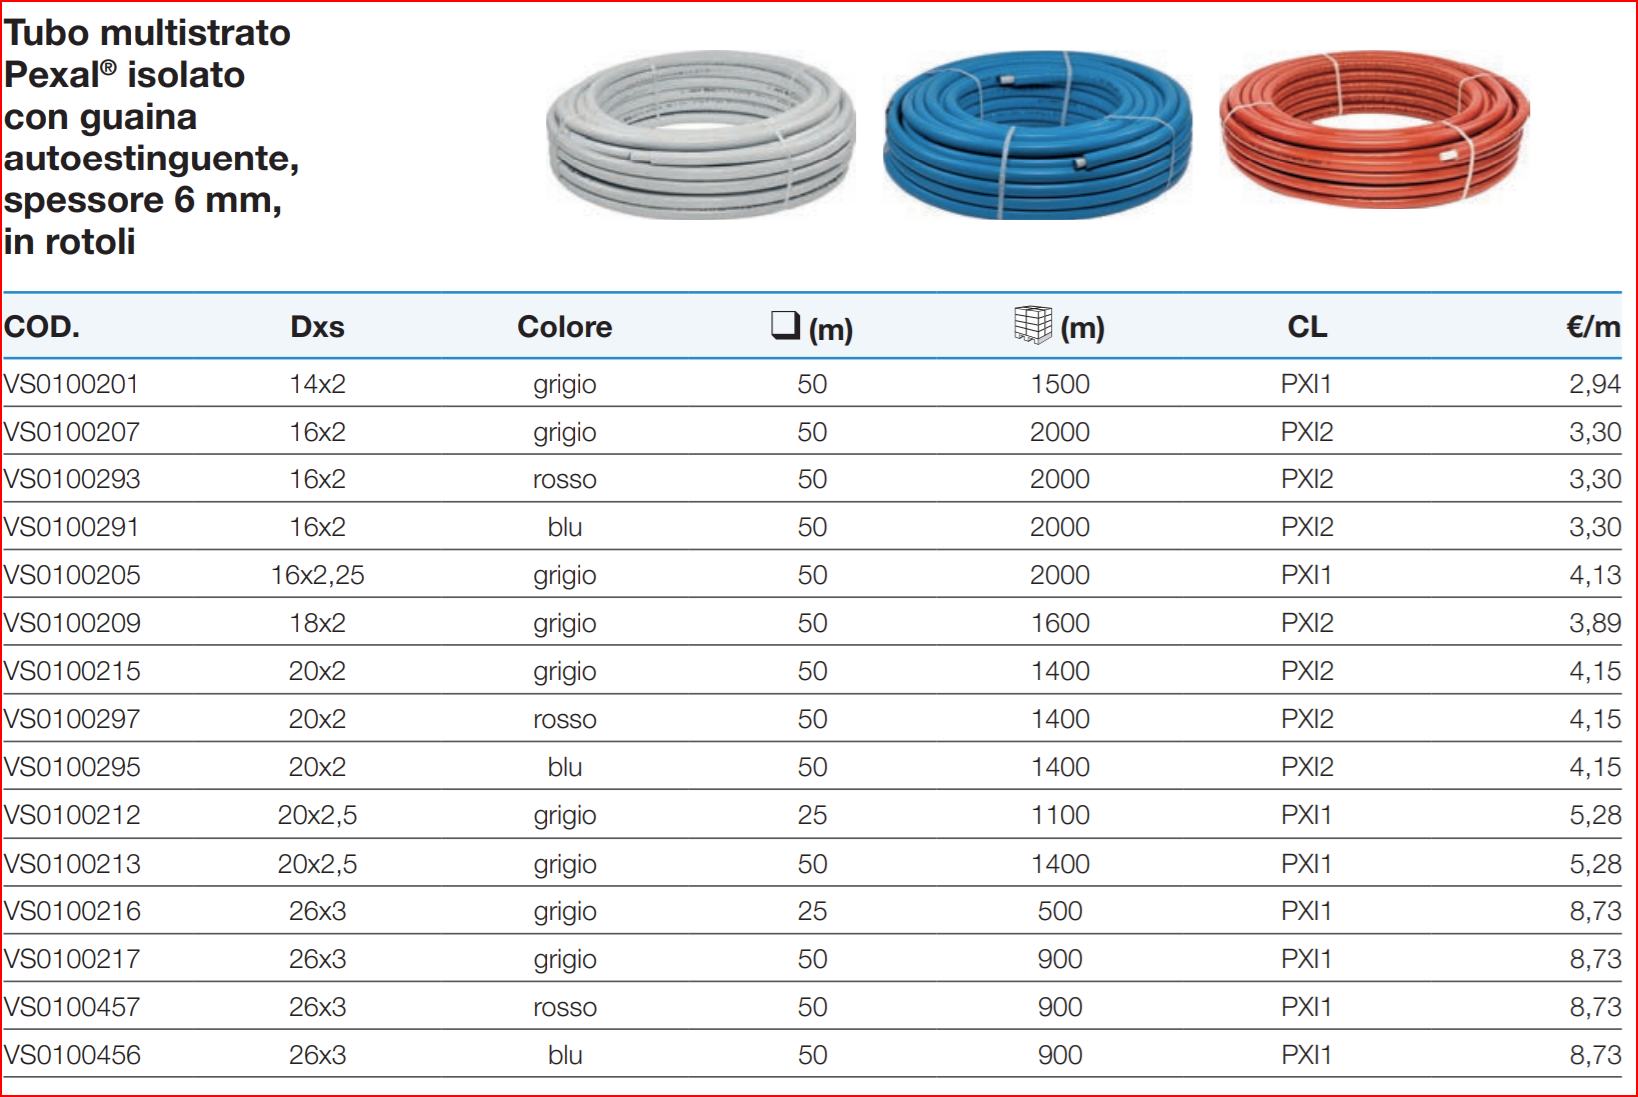 Tubo multistrato
Pexal® isolato
con guaina
autoestinguente,
spessore 6 mm,
in rotoli
COD. Dxs Colore (m) (m) CL €/m
VS0100201 14x2 grigio 50 1500 PXI1 2,94
VS0100207 16x2 grigio 50 2000 PXI2 3,30
VS0100293 16x2 rosso 50 2000 PXI2 3,30
VS0100291 16x2 blu 50 2000 PXI2 3,30
VS0100205 16x2,25 grigio 50 2000 PXI1 4,13
VS0100209 18x2 grigio 50 1600 PXI2 3,89
VS0100215 20x2 grigio 50 1400 PXI2 4,15
VS0100297 20x2 rosso 50 1400 PXI2 4,15
VS0100295 20x2 blu 50 1400 PXI2 4,15
VS0100212 20x2,5 grigio 25 1100 PXI1 5,28
VS0100213 20x2,5 grigio 50 1400 PXI1 5,28
VS0100216 26x3 grigio 25 500 PXI1 8,73
VS0100217 26x3 grigio 50 900 PXI1 8,73
VS0100457 26x3 rosso 50 900 PXI1 8,73
VS0100456 26x3 blu 50 900 PXI1 8,73